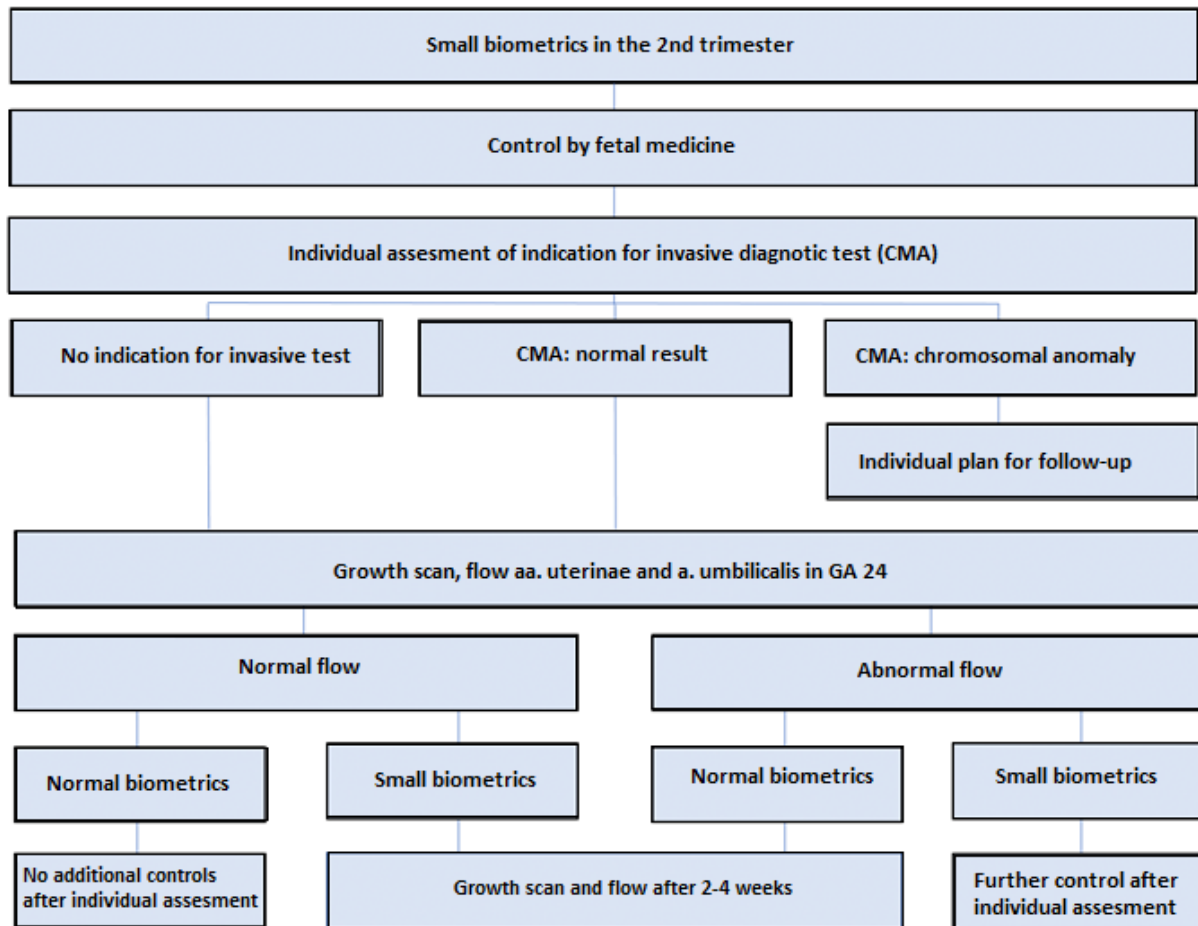 Small biometrics in the 2nd trimester
Control by fetal medicine
Individual assesment of indication for invasive diagnotic test (CMA)
No indication for invasive test
CMA: normal result
CMA: chromosomal anomaly
Individual plan for follow-up
Growth scan, flow aa. uterinae and a. umbilicalis in GA 24
Normal flow
Abnormal flow
Normal biometrics
Small biometrics
Normal biometrics
Small biometrics
No additional controls
after individual assesment
Growth scan and flow after 2-4 weeks
Further control after
individual assesment